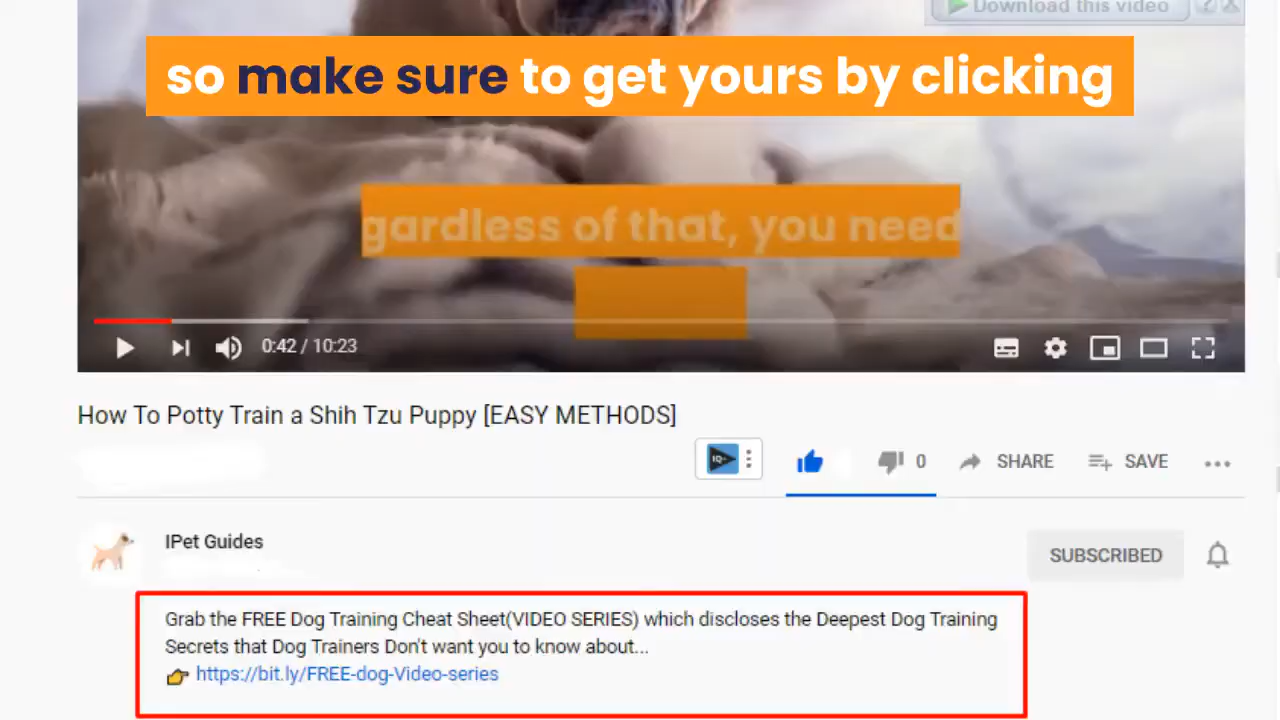 Download this video
so make sure to get yours by clicking
gardless of that, you need
0:42 / 10:23
How To Potty Train a Shih Tzu Puppy [EASY METHODS]
IQ
0
SHARE
SAVE
IPet Guides
SUBSCRIBED
Grab the FREE Dog Training Cheat Sheet(VIDEO SERIES) which discloses the Deepest Dog Training
Secrets that Dog Trainers Don't want you to know about...
https://bit.ly/FREE-dog-Video-series